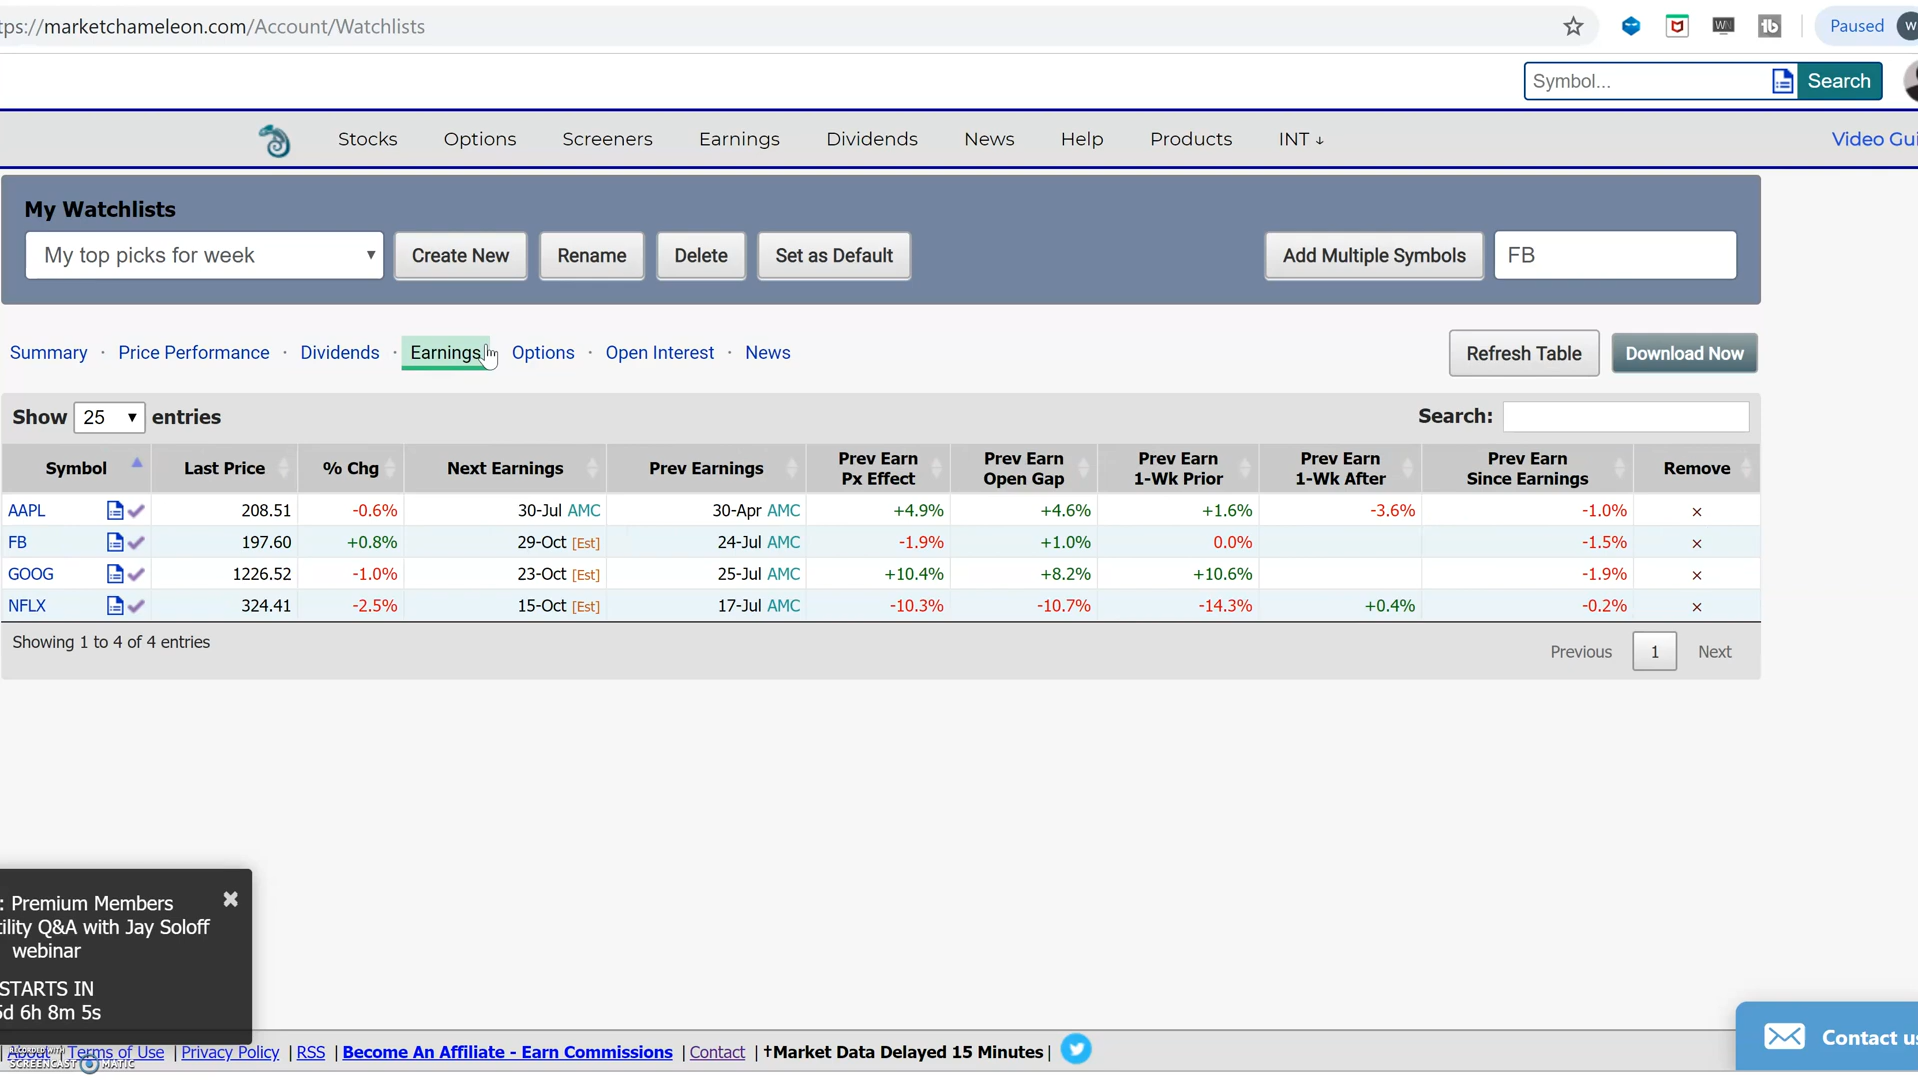 tps://marketchameleon.com/Account/Watchlists Paused W
Symbol... Search
Stocks Options Screeners Earnings Dividends News Help Products INT ↓ Video Gui
My Watchlists
My top picks for week Create New Rename Delete Set as Default Add Multiple Symbols FB
Summary · Price Performance · Dividends · Earnings Options · Open Interest · News Refresh Table Download Now
Show 25 entries Search:
Symbol Last Price % Chg Next Earnings Prev Earnings Prev Earn Px Effect Prev Earn Open Gap Prev Earn 1-Wk Prior Prev Earn 1-Wk After Prev Earn Since Earnings Remove
AAPL 208.51 -0.6% 30-Jul AMC 30-Apr AMC +4.9% +4.6% +1.6% -3.6% -1.0% ×
FB 197.60 +0.8% 29-Oct [Est] 24-Jul AMC -1.9% +1.0% 0.0% -1.5% ×
GOOG 1226.52 -1.0% 23-Oct [Est] 25-Jul AMC +10.4% +8.2% +10.6% -1.9% ×
NFLX 324.41 -2.5% 15-Oct [Est] 17-Jul AMC -10.3% -10.7% -14.3% +0.4% -0.2% ×
Showing 1 to 4 of 4 entries Previous 1 Next
: Premium Members
tility Q&A with Jay Soloff
webinar
STARTS IN
5d 6h 8m 5s
Contact us
| About | Terms of Use | Privacy Policy | RSS | Become An Affiliate - Earn Commissions | Contact | †Market Data Delayed 15 Minutes |
RECORDED WITH
SCREENCAST MATIC